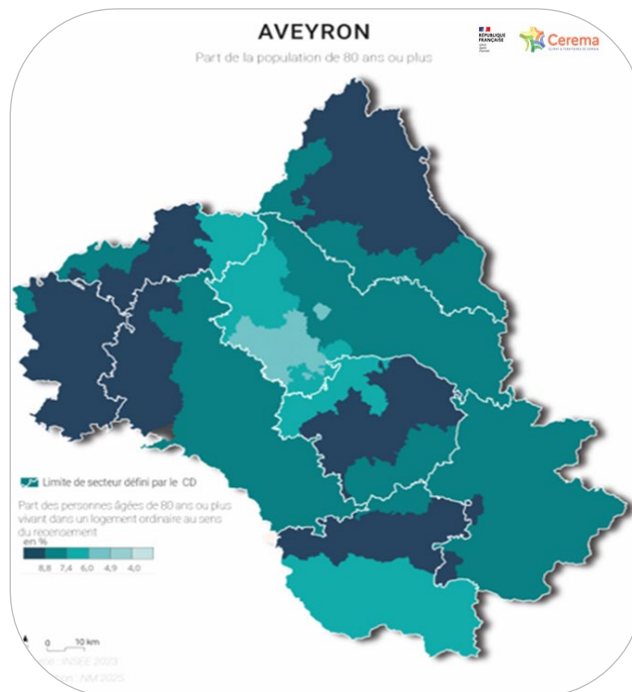 AVEYRON
RÉPUBLIQUE
FRANÇAISE
Cerema
Part de la population de 80 ans ou plus
Limite de secteur défini par le CD
Part des personnes âgées de 80 ans ou plus
vivant dans un logement ordinaire au sens
du recensement
en %
8,8 7,4 6,0 4,9 4,0
0 10 km
: INSEE 2023
: NM 2025